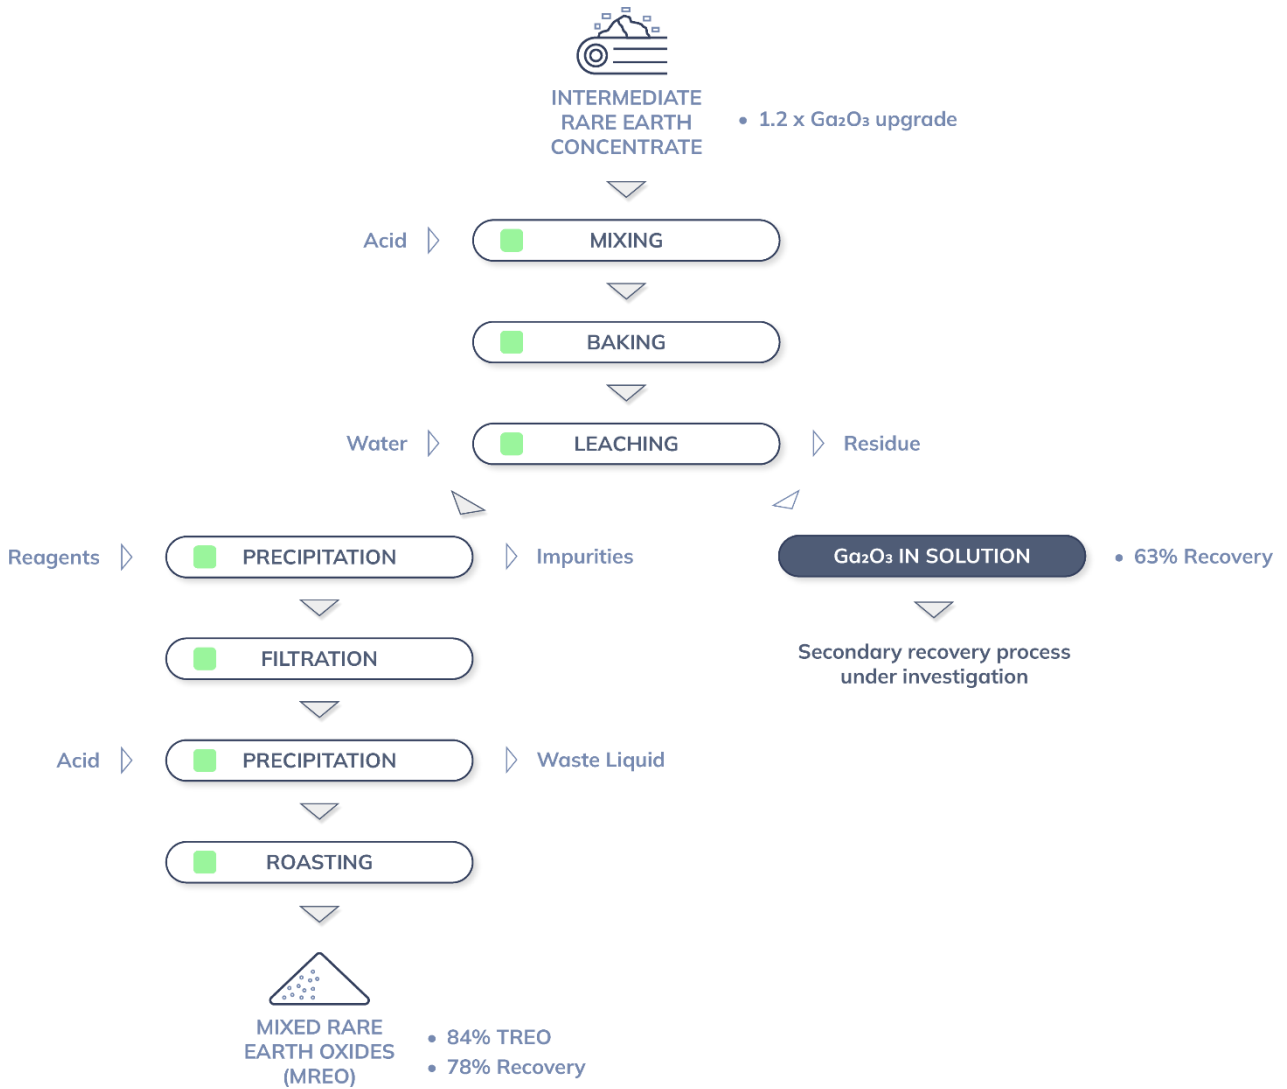 INTERMEDIATE
RARE EARTH
CONCENTRATE
• 1.2 x Ga₂O₃ upgrade
Acid
MIXING
BAKING
Water
LEACHING
Residue
Reagents
PRECIPITATION
Impurities
Ga₂O₃ IN SOLUTION
• 63% Recovery
FILTRATION
Secondary recovery process
under investigation
Acid
PRECIPITATION
Waste Liquid
ROASTING
MIXED RARE
EARTH OXIDES
(MREO)
• 84% TREO
• 78% Recovery